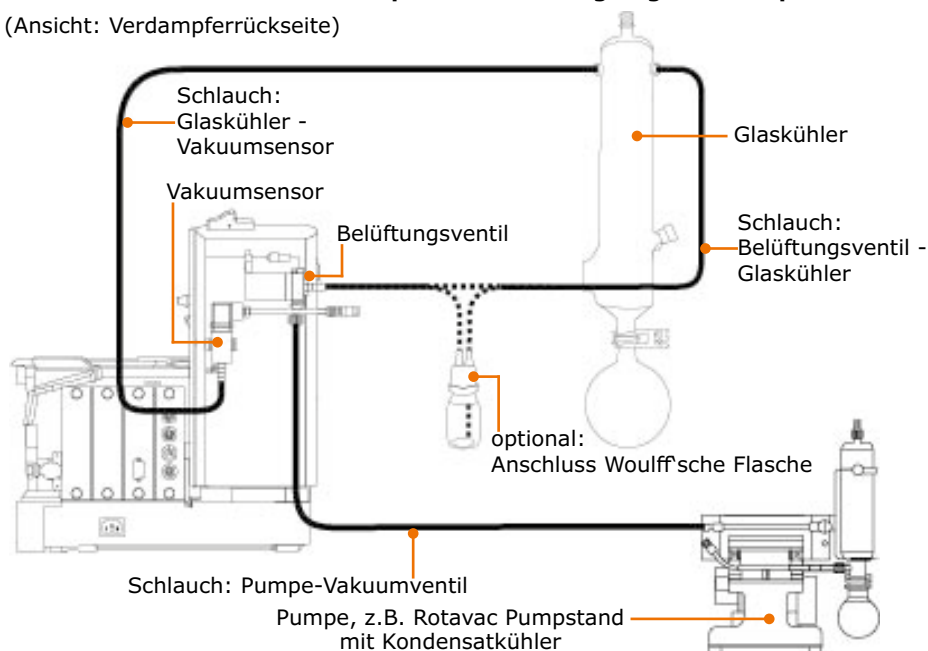 (Ansicht: Verdampferrückseite)
Schlauch:
Glaskühler -
Vakuumsensor
Glaskühler
Vakuumsensor
Belüftungsventil
Schlauch:
Belüftungsventil -
Glaskühler
optional:
Anschluss Woulff'sche Flasche
Schlauch: Pumpe-Vakuumventil
Pumpe, z.B. Rotavac Pumpstand
mit Kondensatkühler